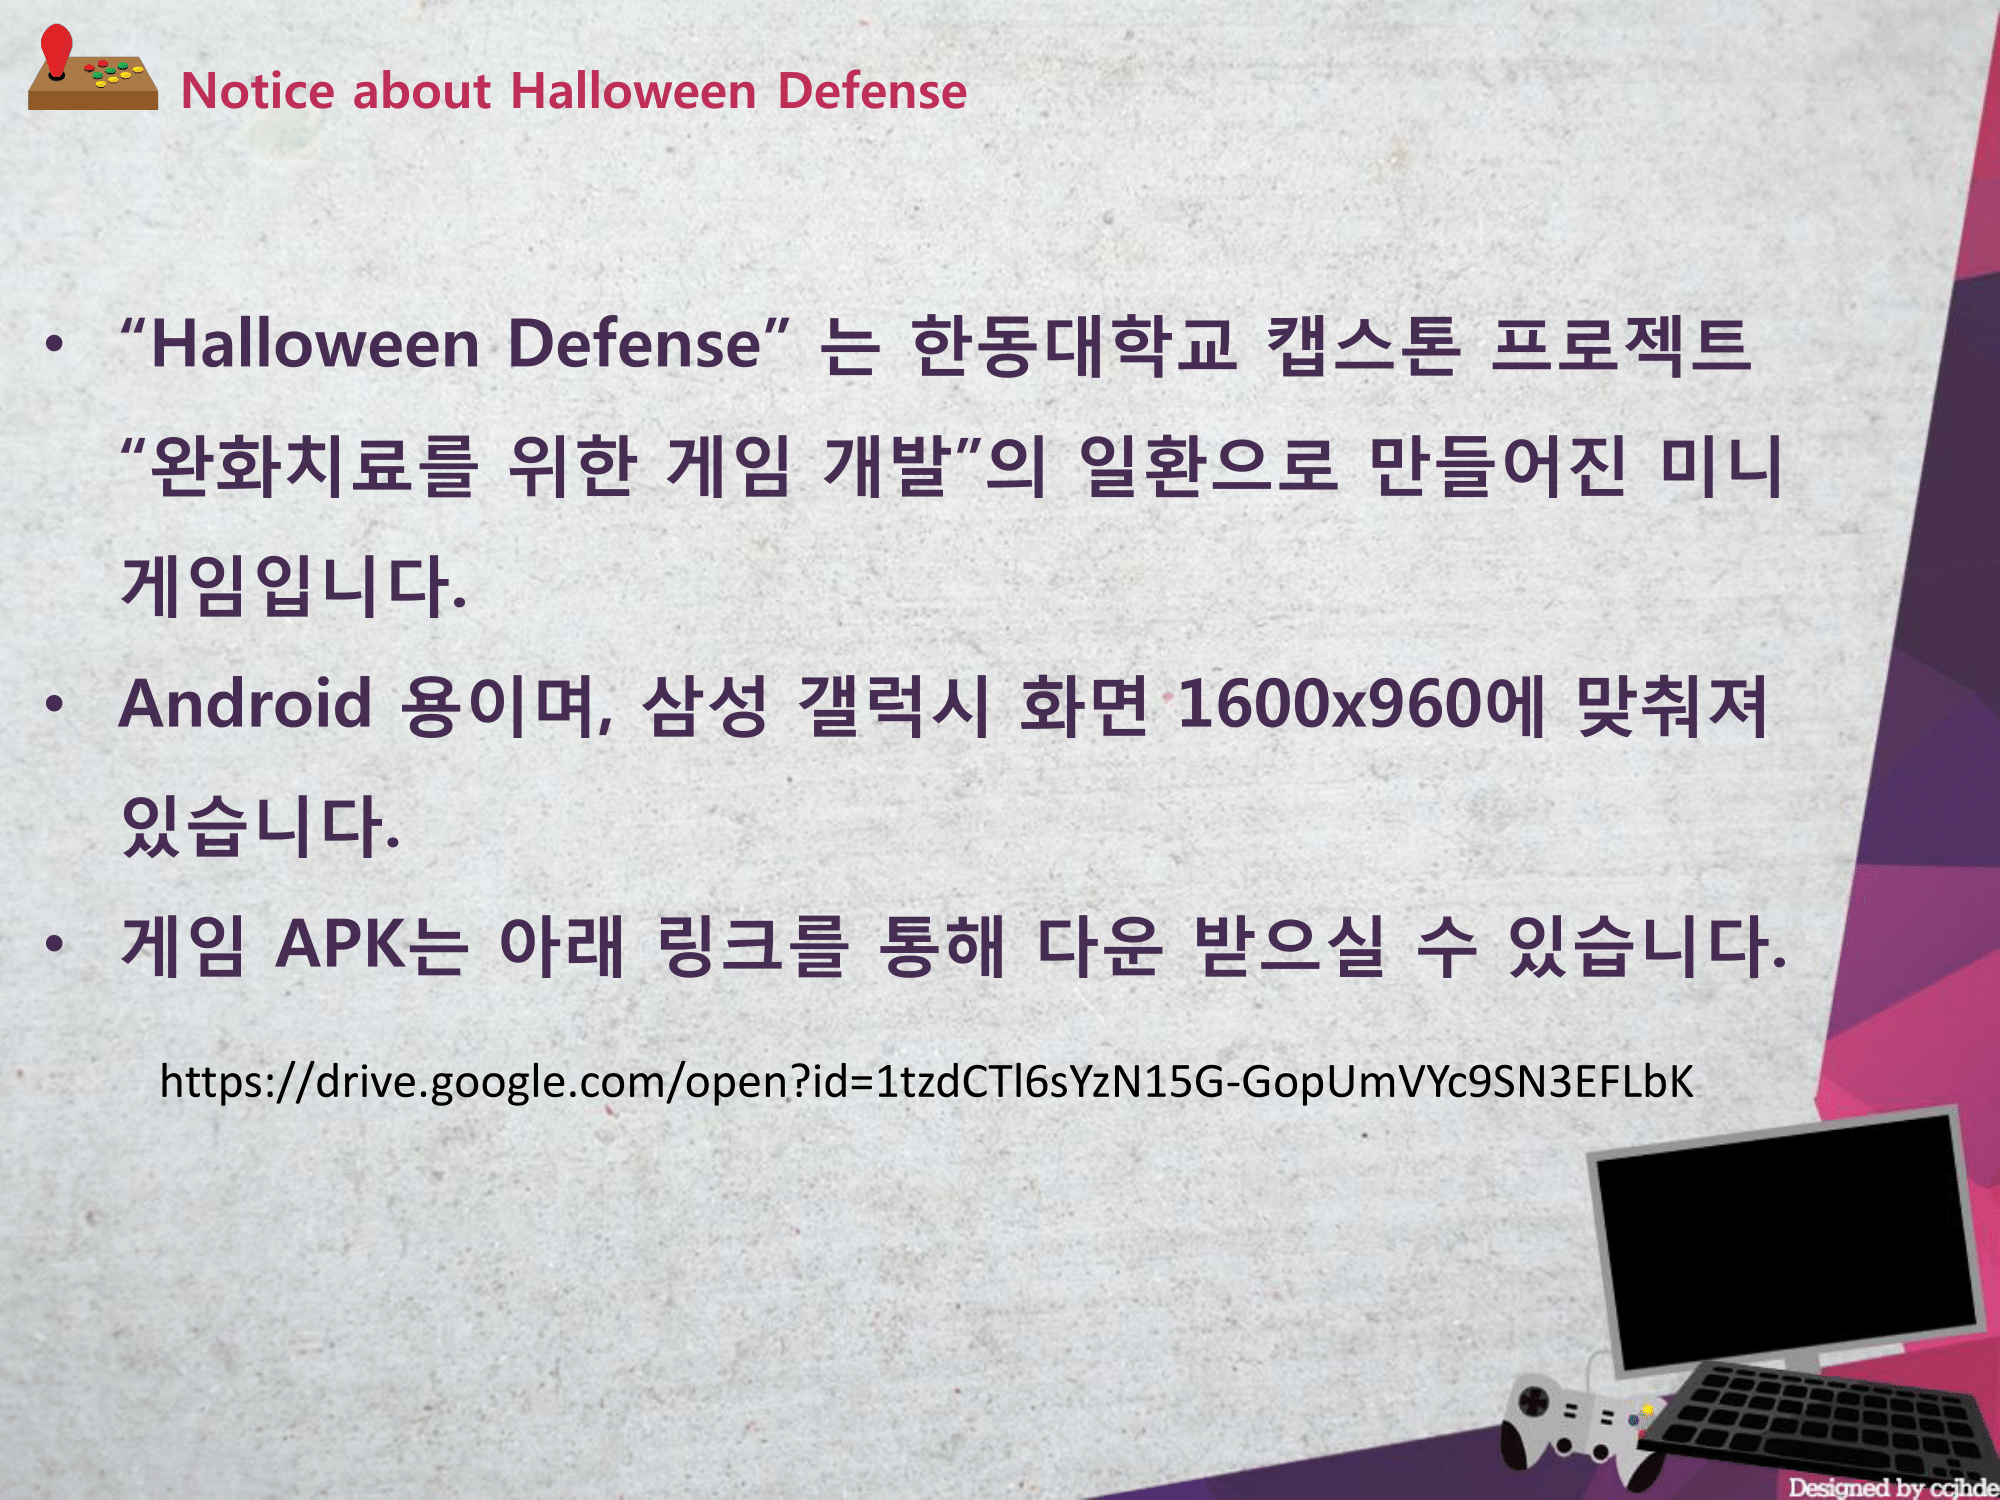 Notice about Halloween Defense
• “Halloween Defense” 는 한동대학교 캡스톤 프로젝트
“완화치료를 위한 게임 개발”의 일환으로 만들어진 미니
게임입니다.
• Android 용이며, 삼성 갤럭시 화면 1600x960에 맞춰져
있습니다.
• 게임 APK는 아래 링크를 통해 다운 받으실 수 있습니다.
https://drive.google.com/open?id=1tzdCTl6sYzN15G-GopUmVYc9SN3EFLbK
Designed by ccjhde